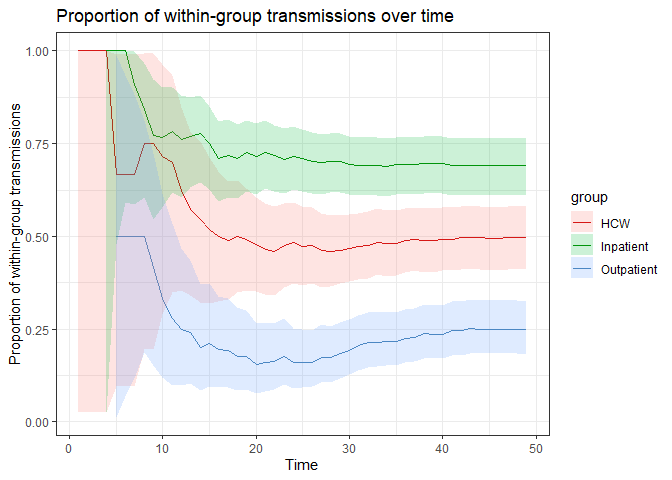 Proportion of within-group transmissions over time
Proportion of within-group transmissions
1.00
0.75
0.50
0.25
0.00
0
10
20
30
40
50
Time
group
HCW
Inpatient
Outpatient